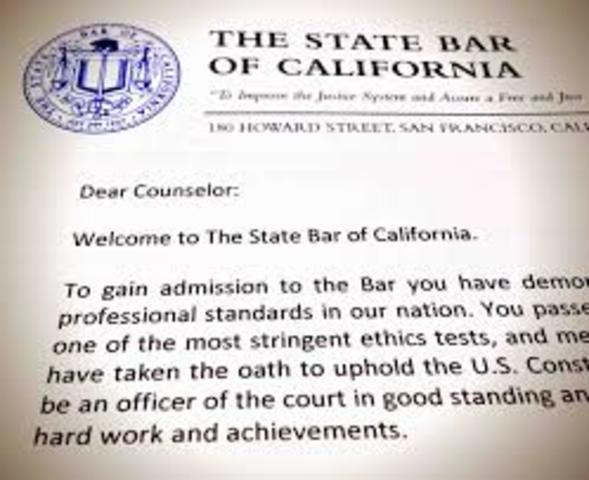 THE STATE BAR
OF CALIFORNIA
"To Improve the Justice System and Assure a Free and Just
180 HOWARD STREET, SAN FRANCISCO, CAL
Dear Counselor:
Welcome to The State Bar of California.
To gain admission to the Bar you have demo
professional standards in our nation. You passe
one of the most stringent ethics tests, and me
have taken the oath to uphold the U.S. Const
be an officer of the court in good standing an
hard work and achievements.